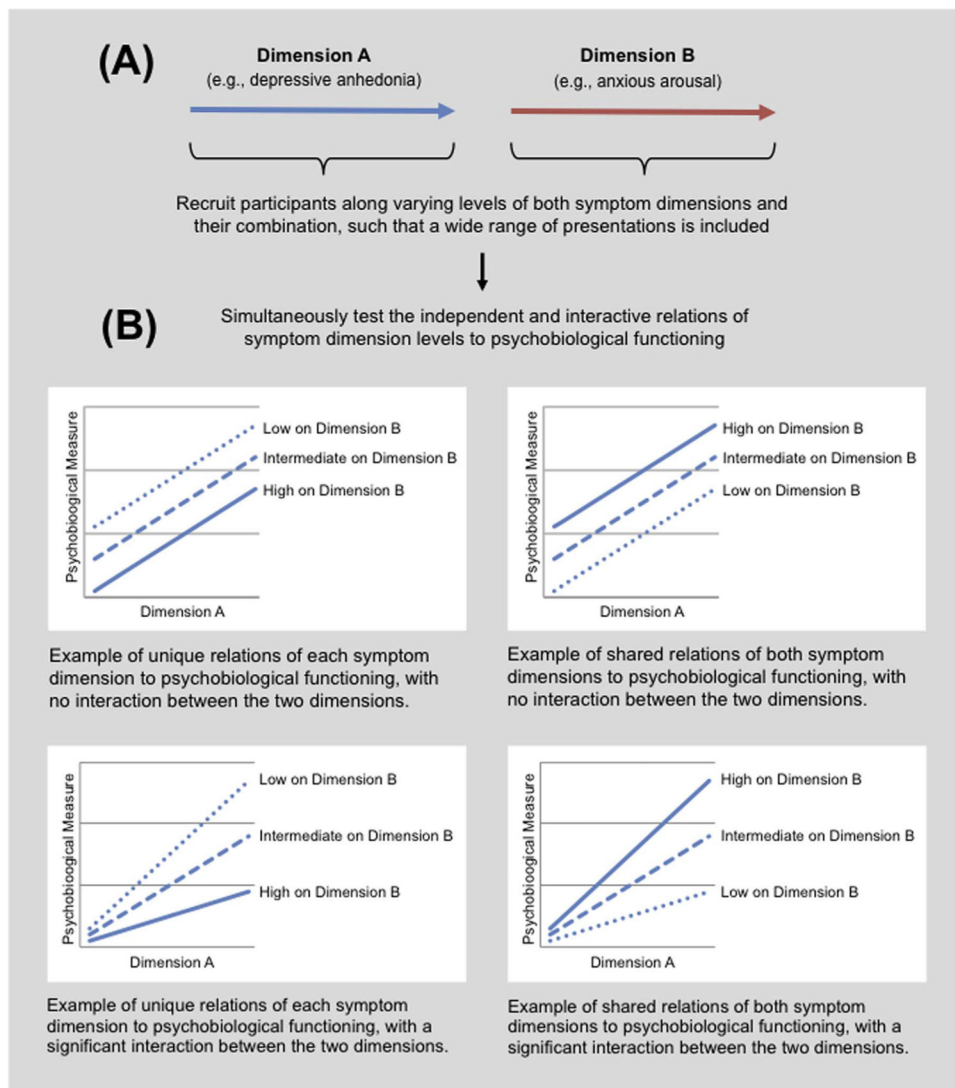 (A)
Dimension A
(e.g., depressive anhedonia)
Dimension B
(e.g., anxious arousal)
Recruit participants along varying levels of both symptom dimensions and
their combination, such that a wide range of presentations is included
(B)
Simultaneously test the independent and interactive relations of
symptom dimension levels to psychobiological functioning
Psychobioogical Measure
Low on Dimension B
Intermediate on Dimension B
High on Dimension B
Dimension A
Example of unique relations of each symptom
dimension to psychobiological functioning, with
no interaction between the two dimensions.
Psychobioogical Measure
High on Dimension B
Intermediate on Dimension B
Low on Dimension B
Dimension A
Example of shared relations of both symptom
dimensions to psychobiological functioning, with
no interaction between the two dimensions.
Psychobioogical Measure
Low on Dimension B
Intermediate on Dimension B
High on Dimension B
Dimension A
Example of unique relations of each symptom
dimension to psychobiological functioning, with a
significant interaction between the two dimensions.
Psychobioogical Measure
High on Dimension B
Intermediate on Dimension B
Low on Dimension B
Dimension A
Example of shared relations of both symptom
dimensions to psychobiological functioning, with a
significant interaction between the two dimensions.